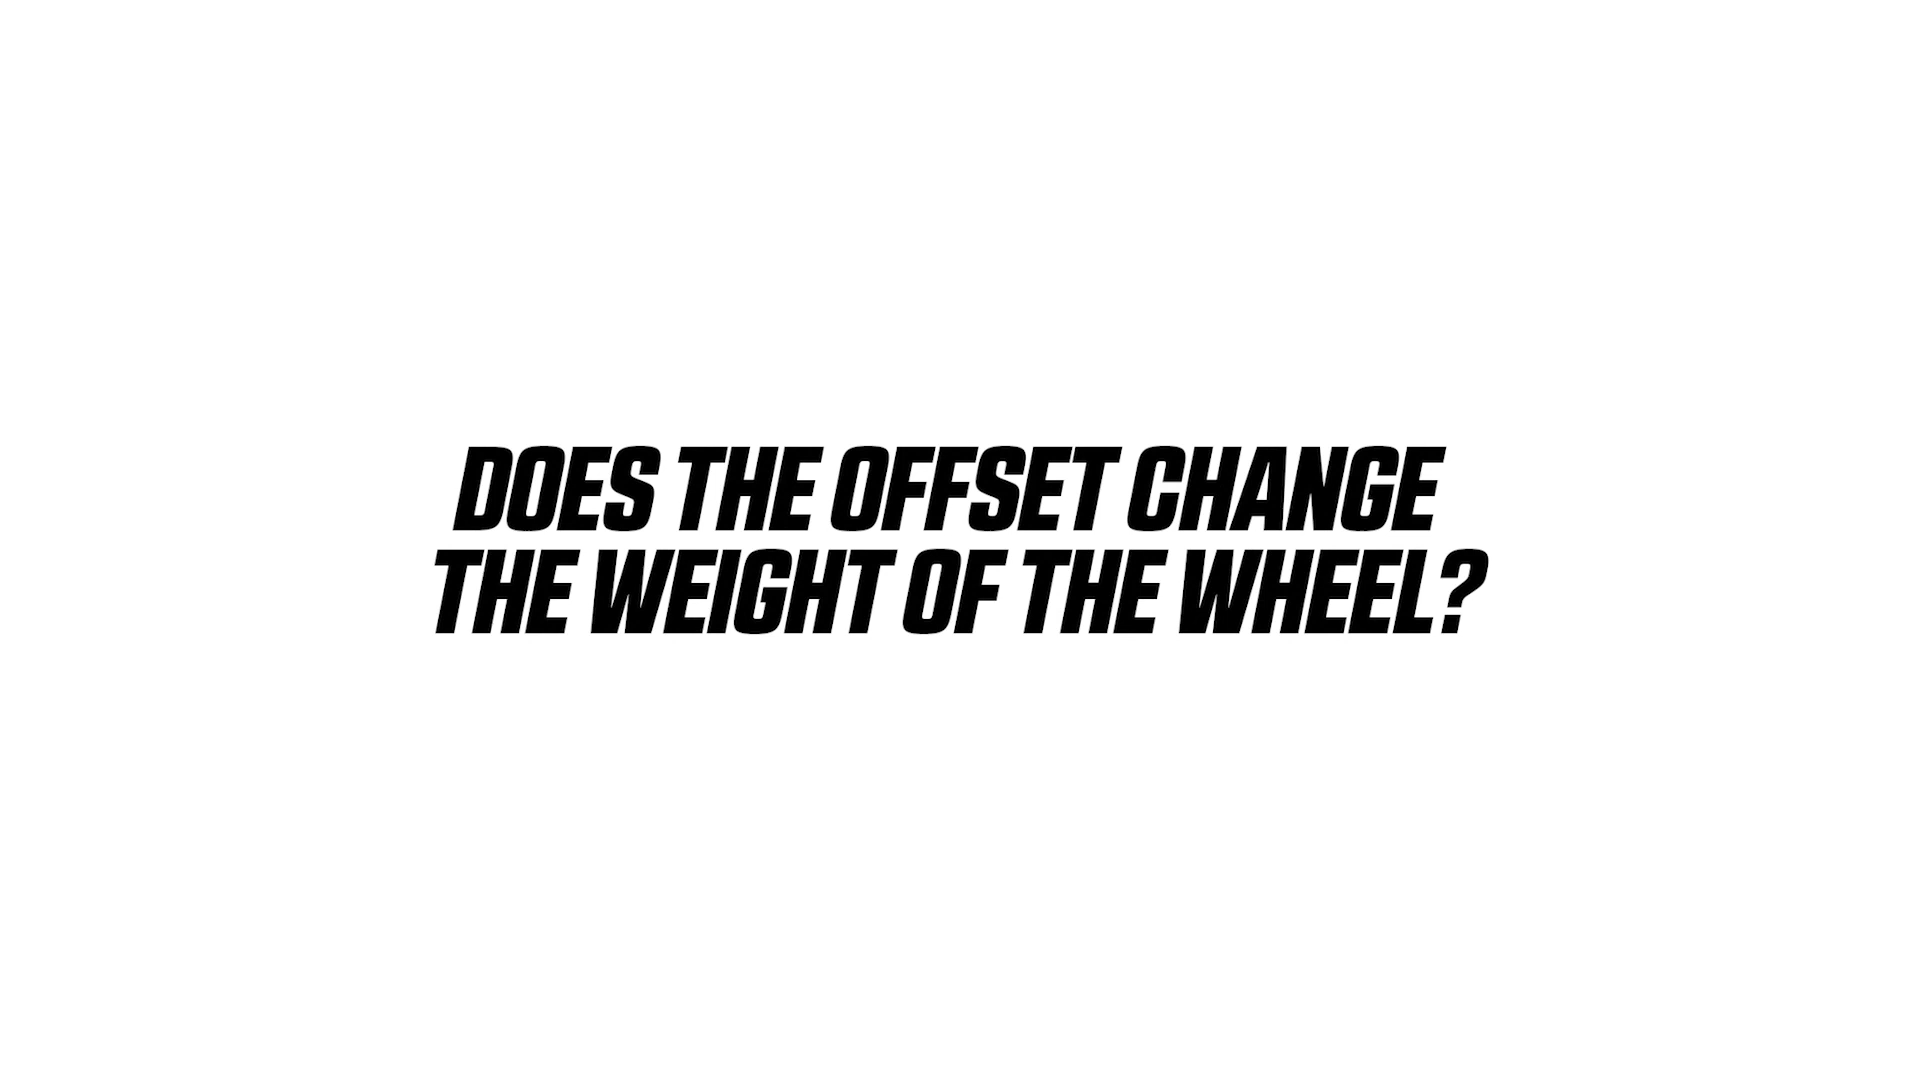 DOES THE OFFSET CHANGE
THE WEIGHT OF THE WHEEL?